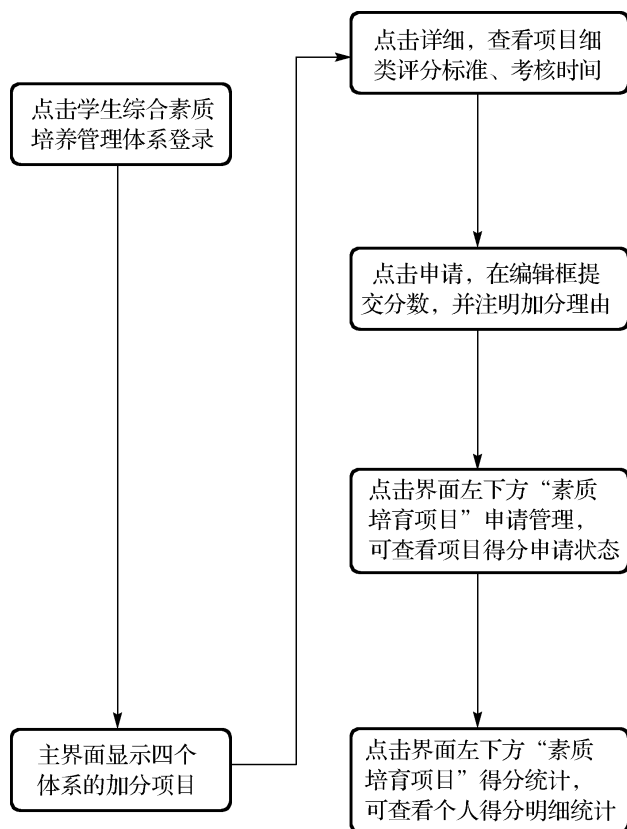 点击学生综合素质
培养管理体系登录
主界面显示四个
体系的加分项目
点击详细，查看项目细
类评分标准、考核时间
点击申请，在编辑框提
交分数，并注明加分理由
点击界面左下方“素质
培育项目”申请管理，
可查看项目得分申请状态
点击界面左下方“素质
培育项目”得分统计，
可查看个人得分明细统计